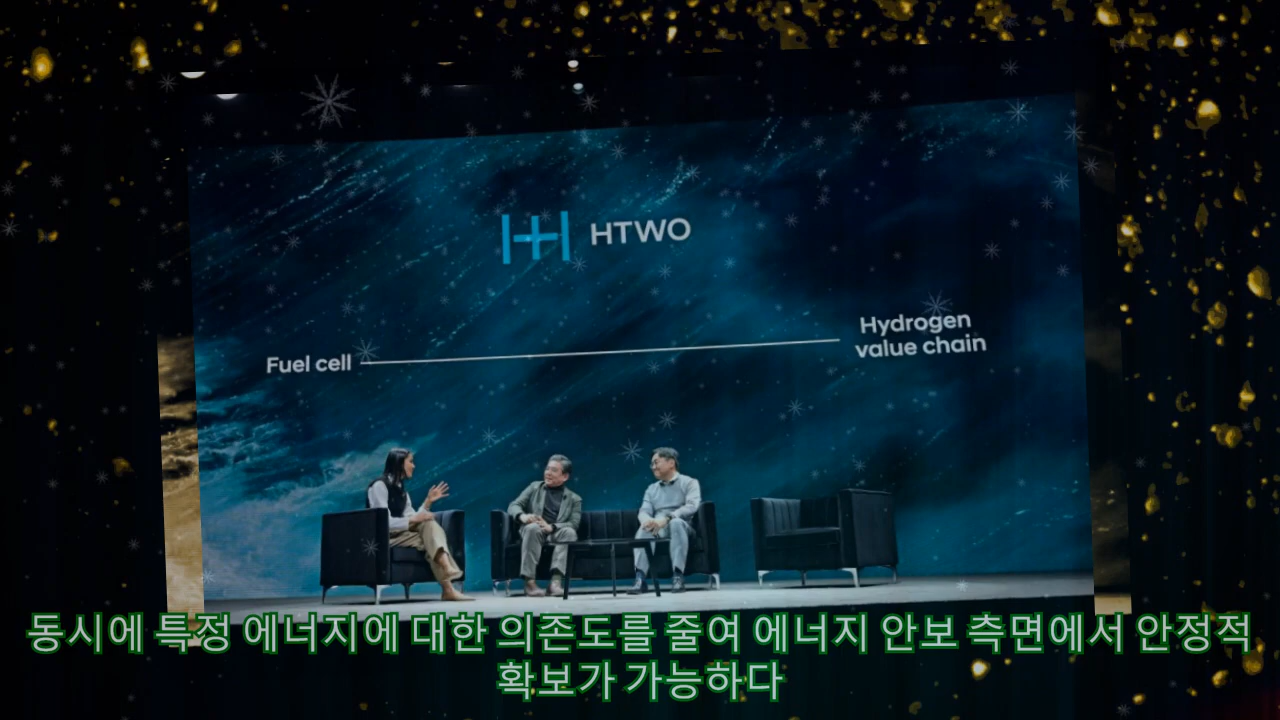 HTWO
Fuel cell
Hydrogen
value chain
동시에 특정 에너지에 대한 의존도를 줄여 에너지 안보 측면에서 안정적
확보가 가능하다